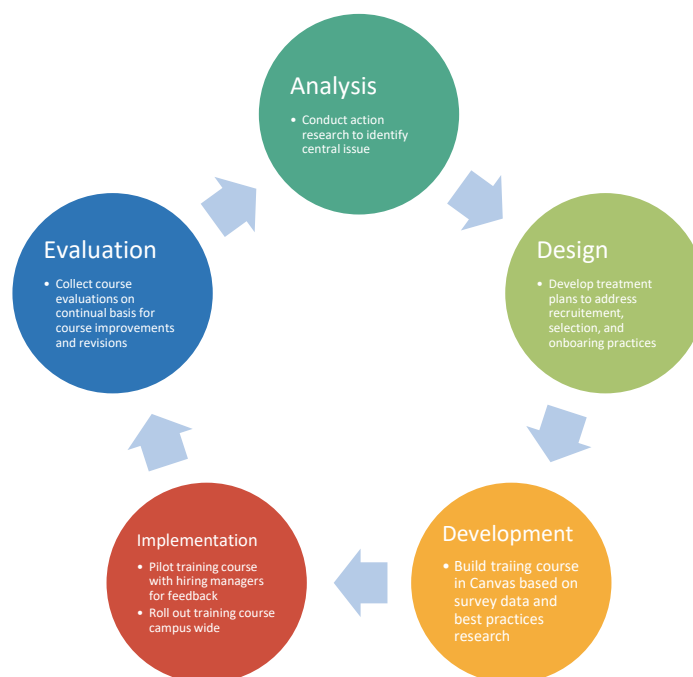 Analysis
• Conduct action
research to identify
central issue
Design
• Develop treatment
plans to address
recruitement,
selection, and
onboaring practices
Development
• Build traiing course
in Canvas based on
survey data and
best practices
research
Implementation
• Pilot training course
with hiring managers
for feedback
• Roll out training course
campus wide
Evaluation
• Collect course
evaluations on
continual basis for
course improvements
and revisions